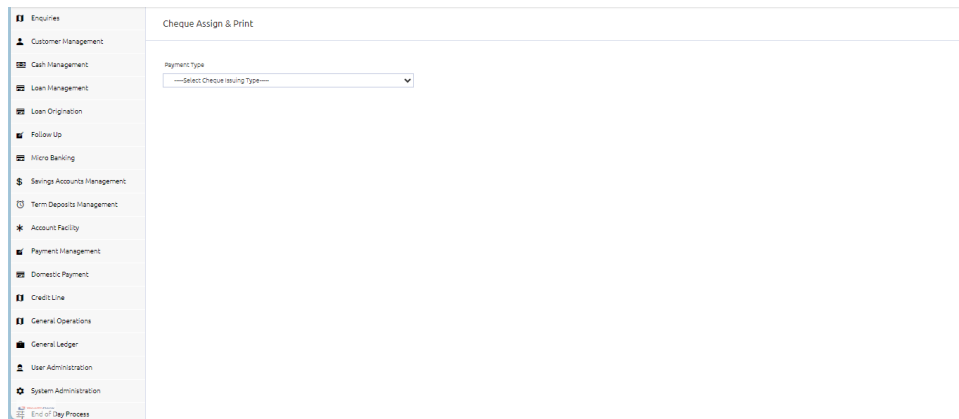 Enquiries
Customer Management
Cash Management
Loan Management
Loan Origination
Follow Up
Micro Banking
Savings Accounts Management
Term Deposits Management
Account Facility
Payment Management
Domestic Payment
Credit Line
General Operations
General Ledger
User Administration
System Administration
End of Day Process
Cheque Assign & Print
Payment Type
----Select Cheque Issuing Type----